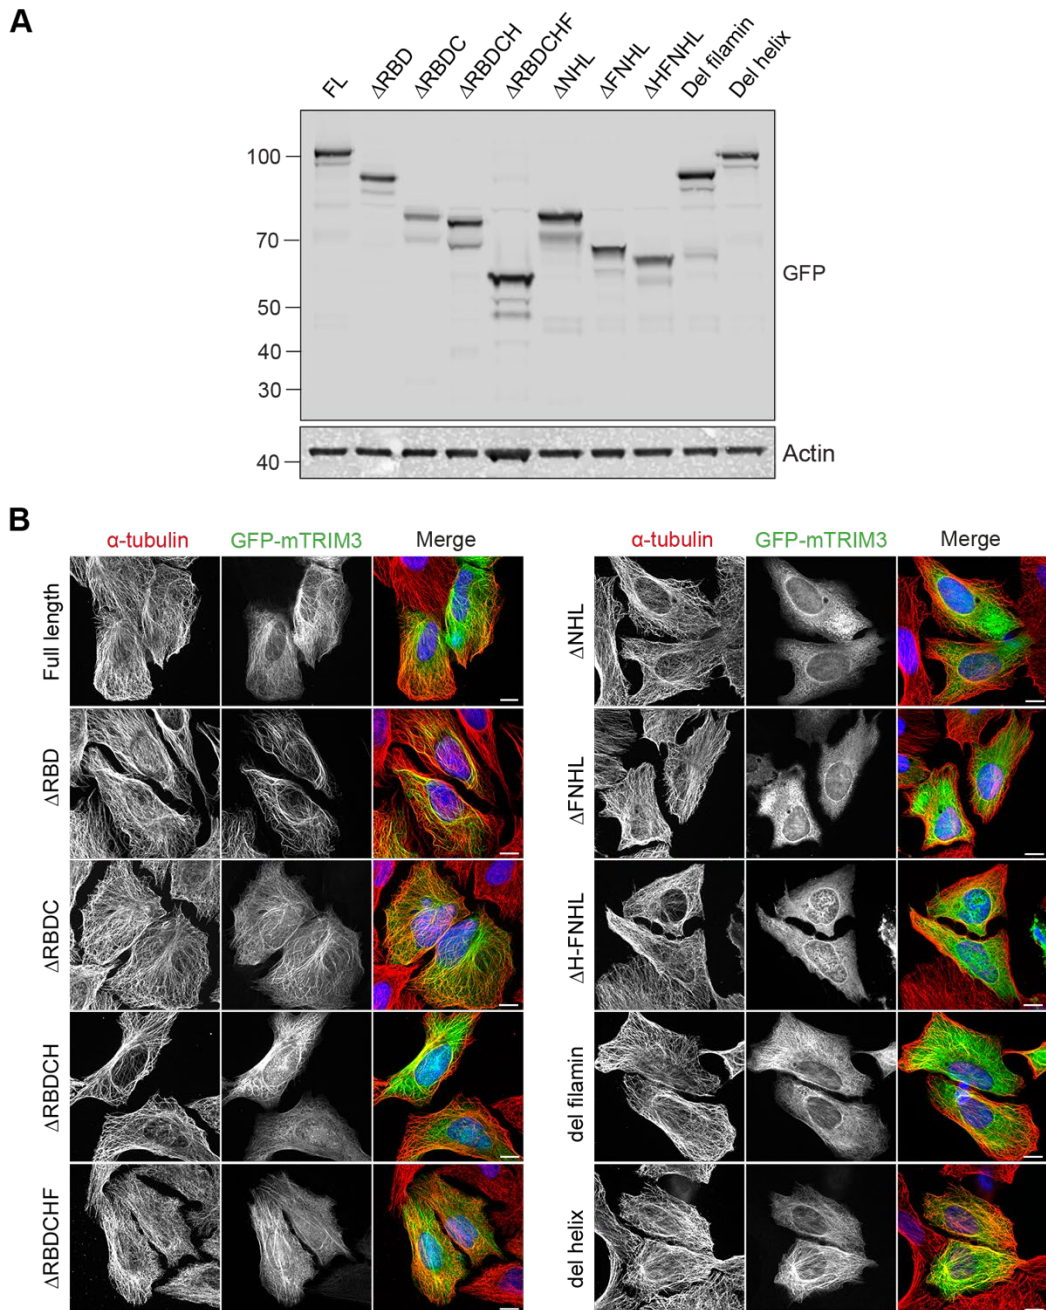 A
FL
ΔRBD
ΔRBDC
ΔRBDCH
ΔRBDCHF
ΔNHL
ΔFNHL
ΔHFNHL
Del filamin
Del helix
100
70
50
40
30
GFP
40
Actin
B
α-tubulin GFP-mTRIM3 Merge
Full length
ΔRBD
ΔRBDC
ΔRBDCH
ΔRBDCHF
α-tubulin GFP-mTRIM3 Merge
ΔNHL
ΔFNHL
ΔH-FNHL
del filamin
del helix